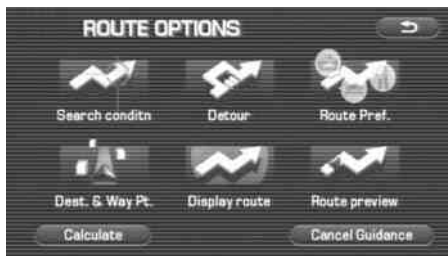 ROUTE OPTIONS
Search conditn Detour Route Pref.
Dest. & Way Pt. Display route Route preview
Calculate Cancel Guidance